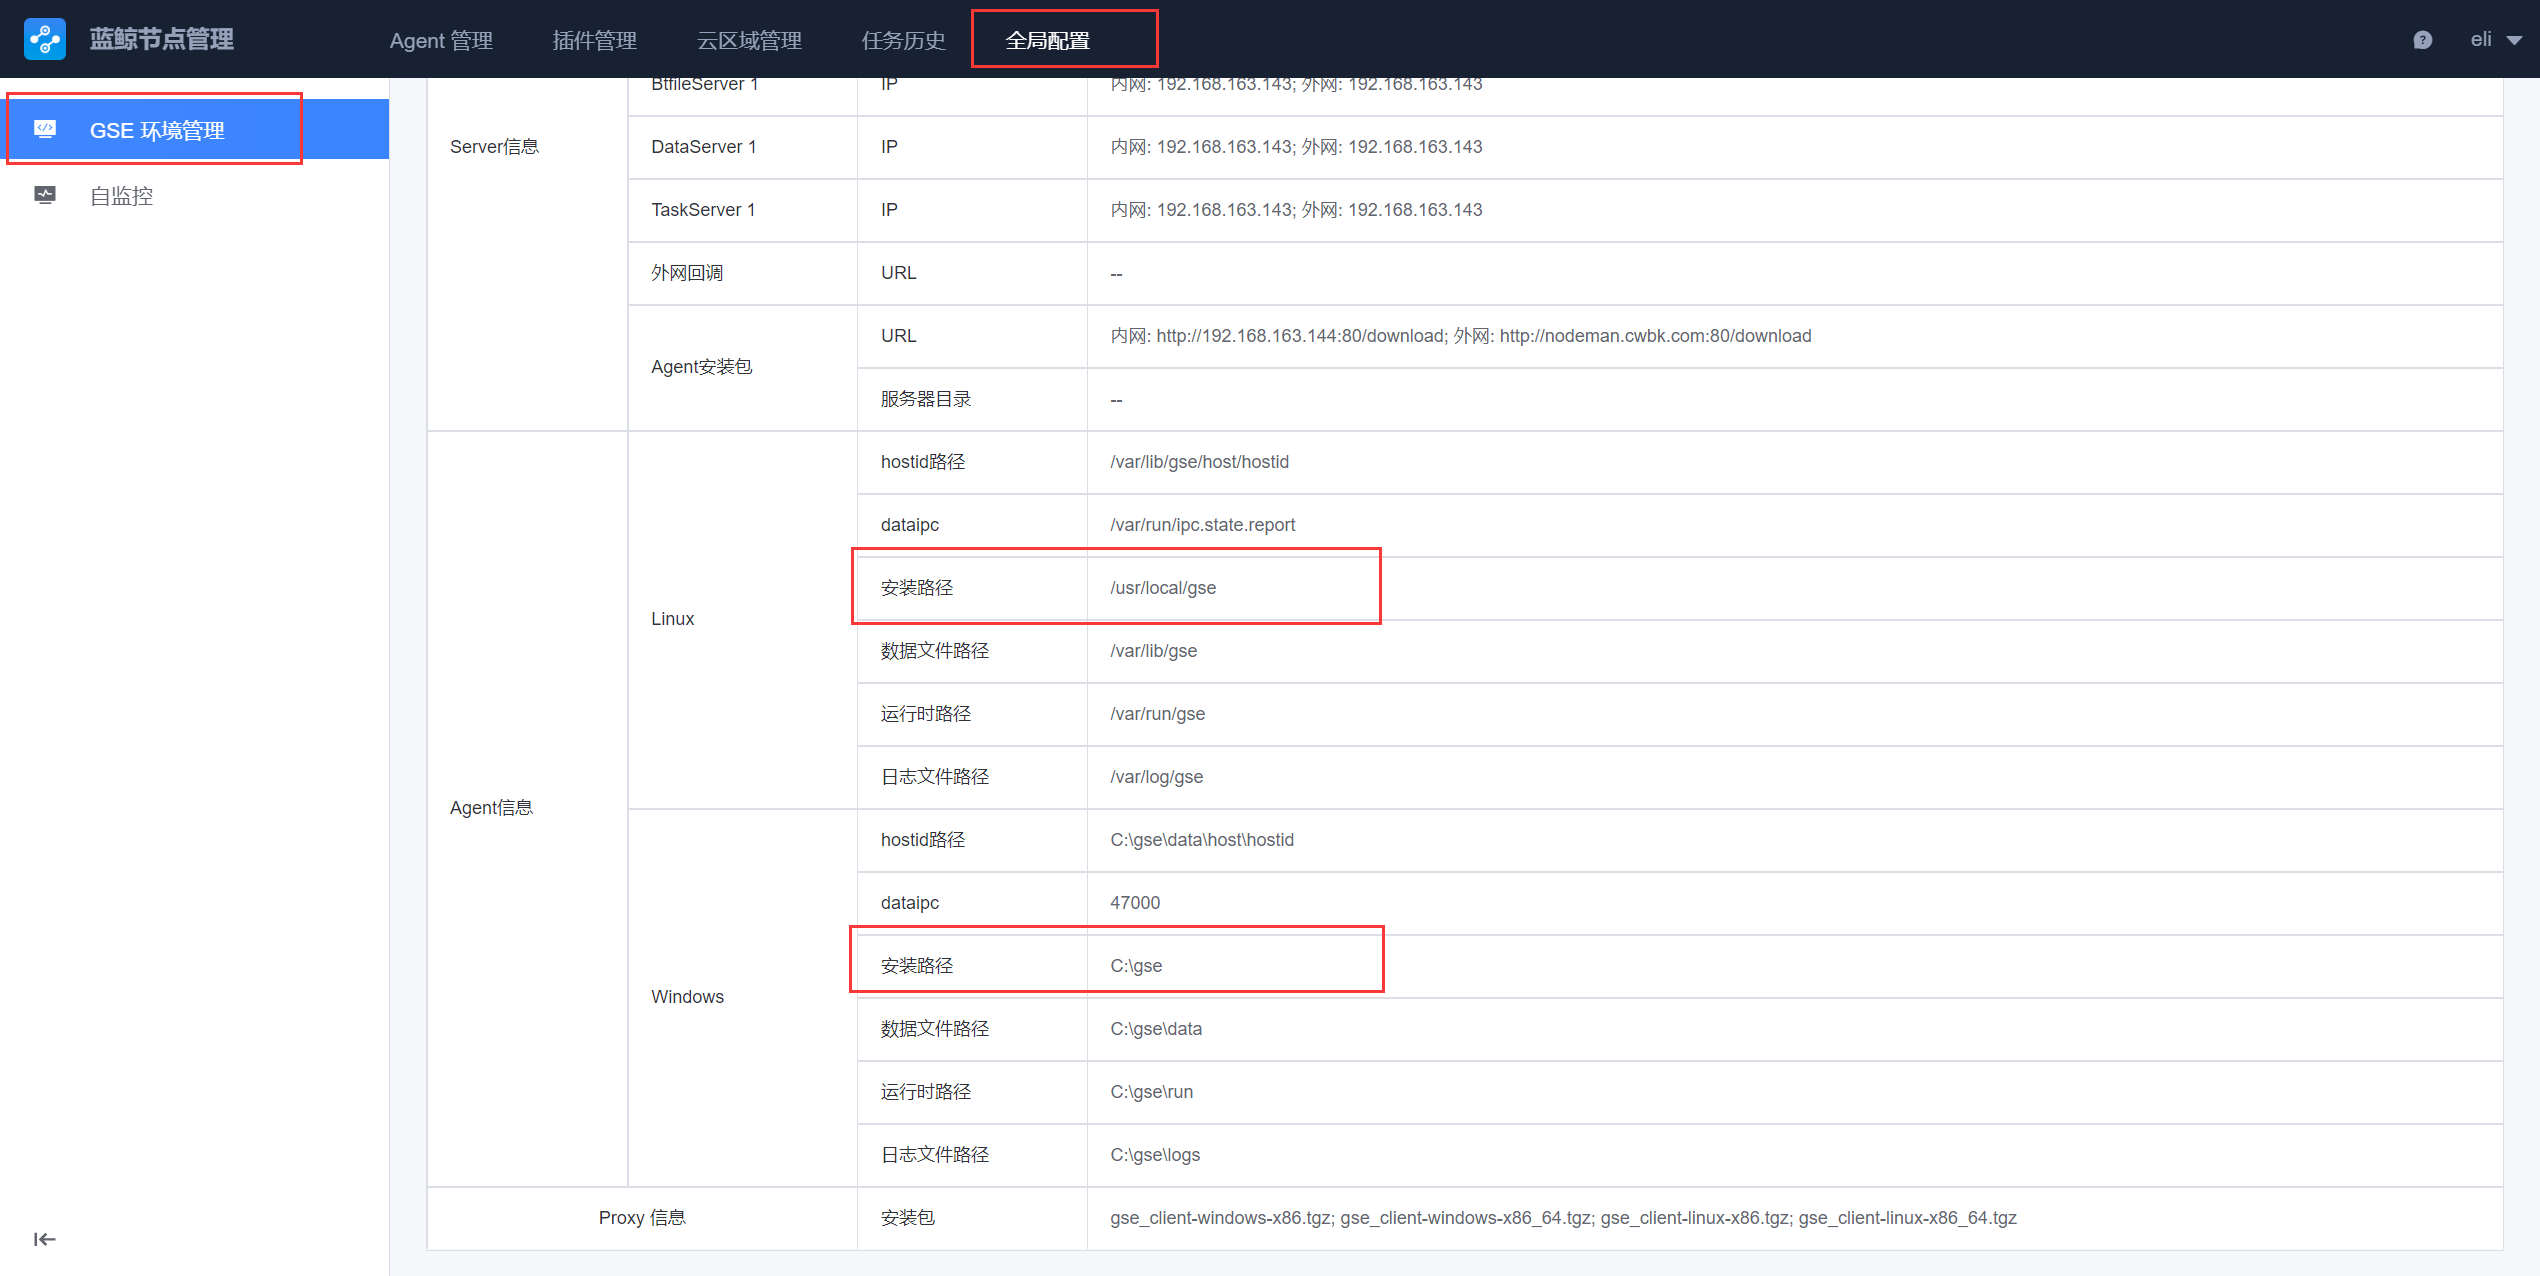 蓝鲸节点管理 Agent 管理 插件管理 云区域管理 任务历史 全局配置 eli
GSE 环境管理
自监控
Server信息
BtfileServer 1 IP 内网: 192.168.163.143; 外网: 192.168.163.143
DataServer 1 IP 内网: 192.168.163.143; 外网: 192.168.163.143
TaskServer 1 IP 内网: 192.168.163.143; 外网: 192.168.163.143
外网回调 URL --
Agent安装包
URL 内网: http://192.168.163.144:80/download; 外网: http://nodeman.cwbk.com:80/download
服务器目录 --
Agent信息
Linux
hostid路径 /var/lib/gse/host/hostid
dataipc /var/run/ipc.state.report
安装路径 /usr/local/gse
数据文件路径 /var/lib/gse
运行时路径 /var/run/gse
日志文件路径 /var/log/gse
Windows
hostid路径 C:\gse\data\host\hostid
dataipc 47000
安装路径 C:\gse
数据文件路径 C:\gse\data
运行时路径 C:\gse\run
日志文件路径 C:\gse\logs
Proxy 信息 安装包 gse_client-windows-x86.tgz; gse_client-windows-x86_64.tgz; gse_client-linux-x86.tgz; gse_client-linux-x86_64.tgz